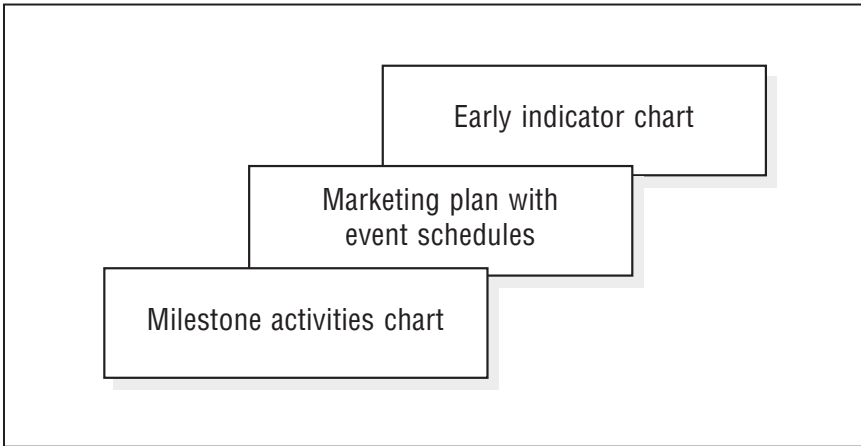 Early indicator chart
Marketing plan with
event schedules
Milestone activities chart